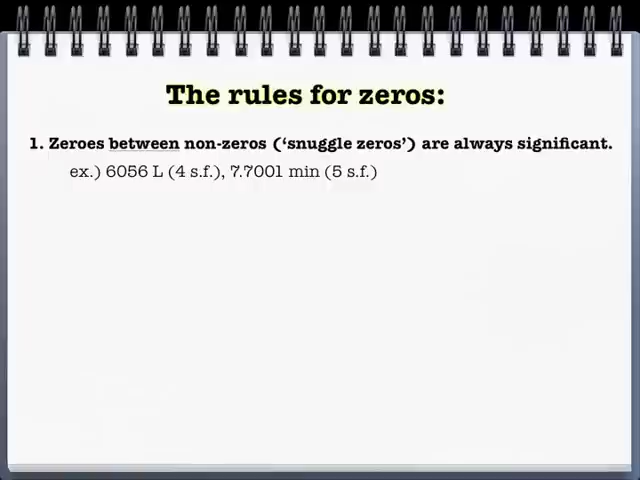 The rules for zeros:
1. Zeroes between non-zeros (‘snuggle zeros’) are always significant.
ex.) 6056 L (4 s.f.), 7.7001 min (5 s.f.)